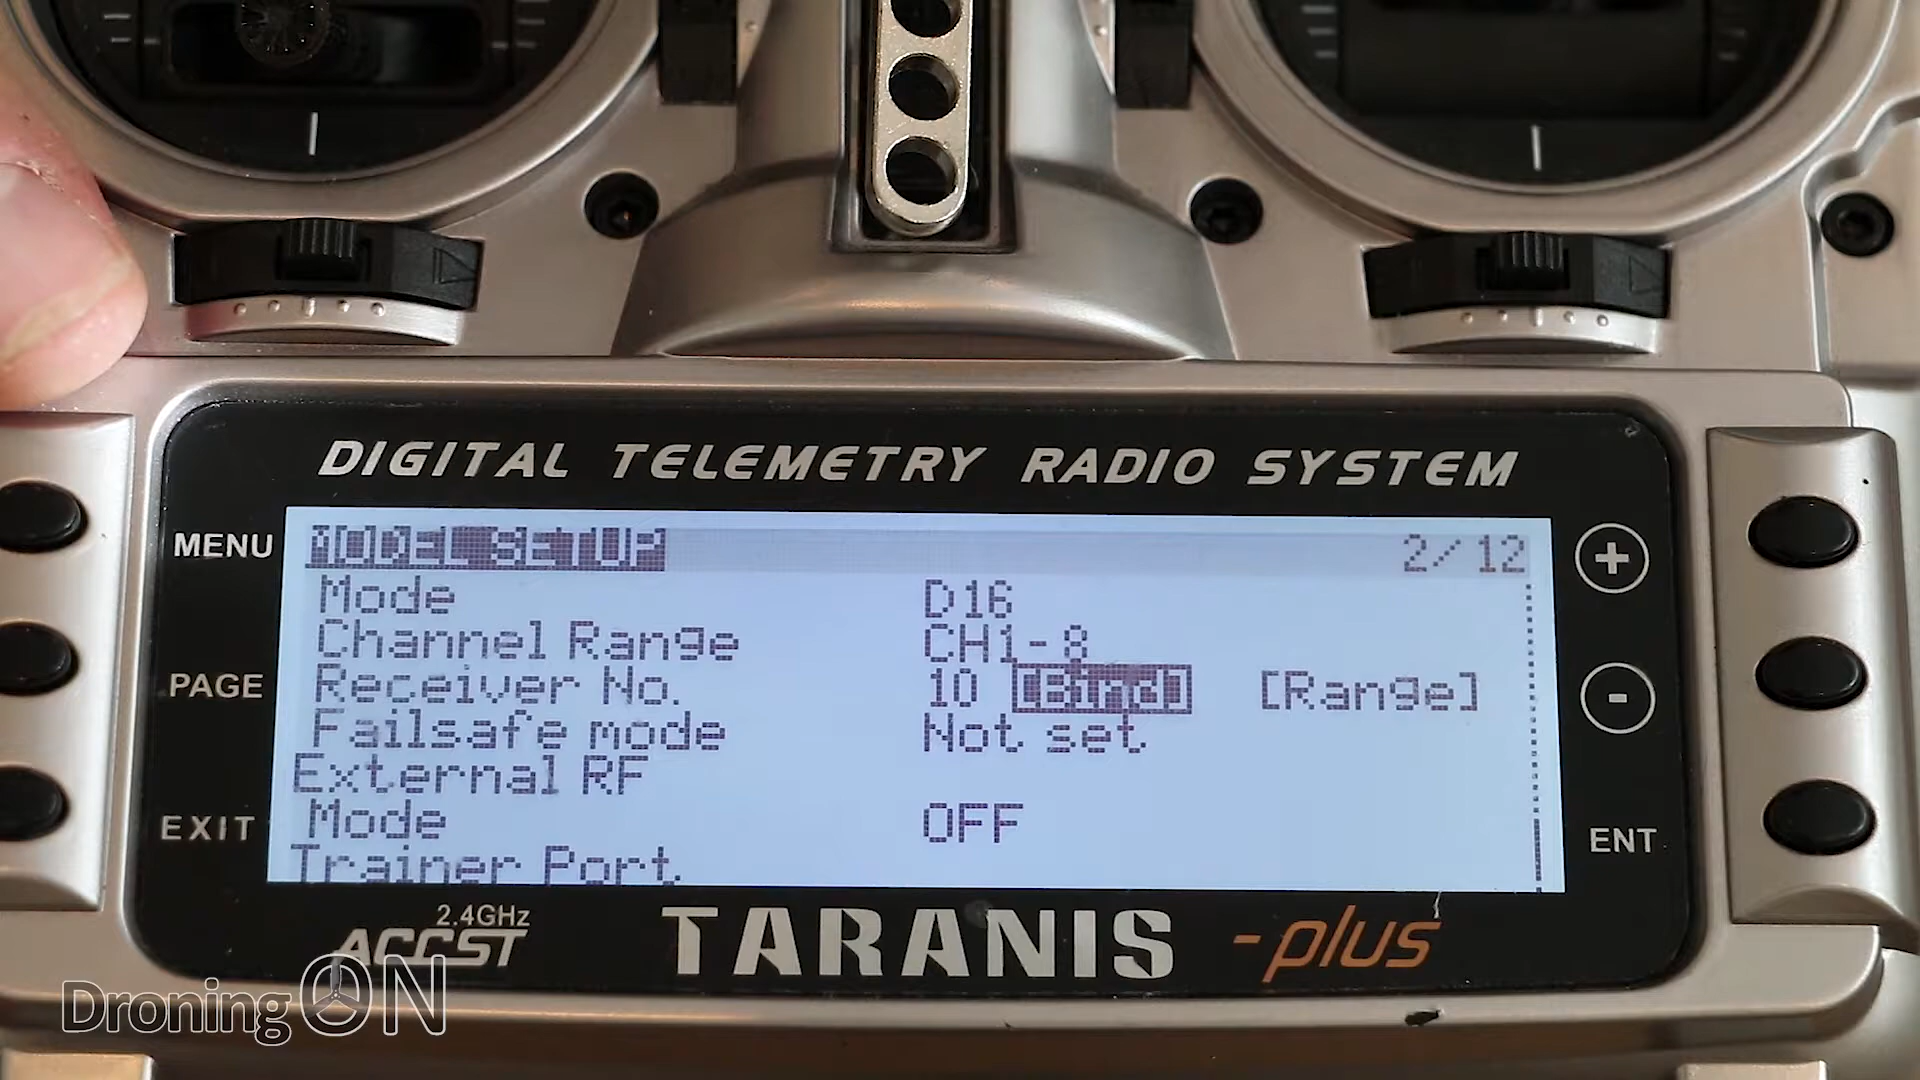 DIGITAL TELEMETRY RADIO SYSTEM
MENU
PAGE
EXIT
MODEL SETUP 2/12
Mode D16
Channel Range CH1-8
Receiver No. 10 [Bind] [Range]
Failsafe mode Not set
External RF
Mode OFF
Trainer Port
+
-
ENT
2.4GHz
ACCST
TARANIS -plus
Droning ON